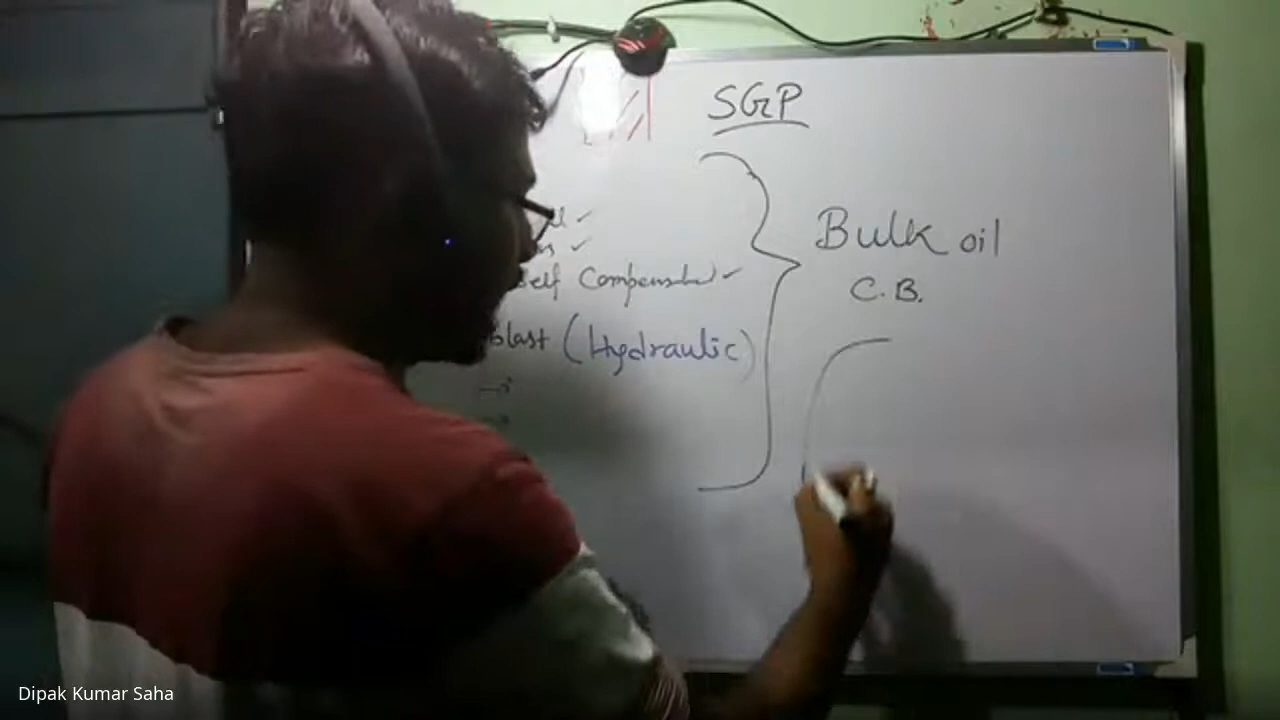 SGP
Self Compensated
blast (Hydraulic)
Bulk oil
C.B.
Dipak Kumar Saha